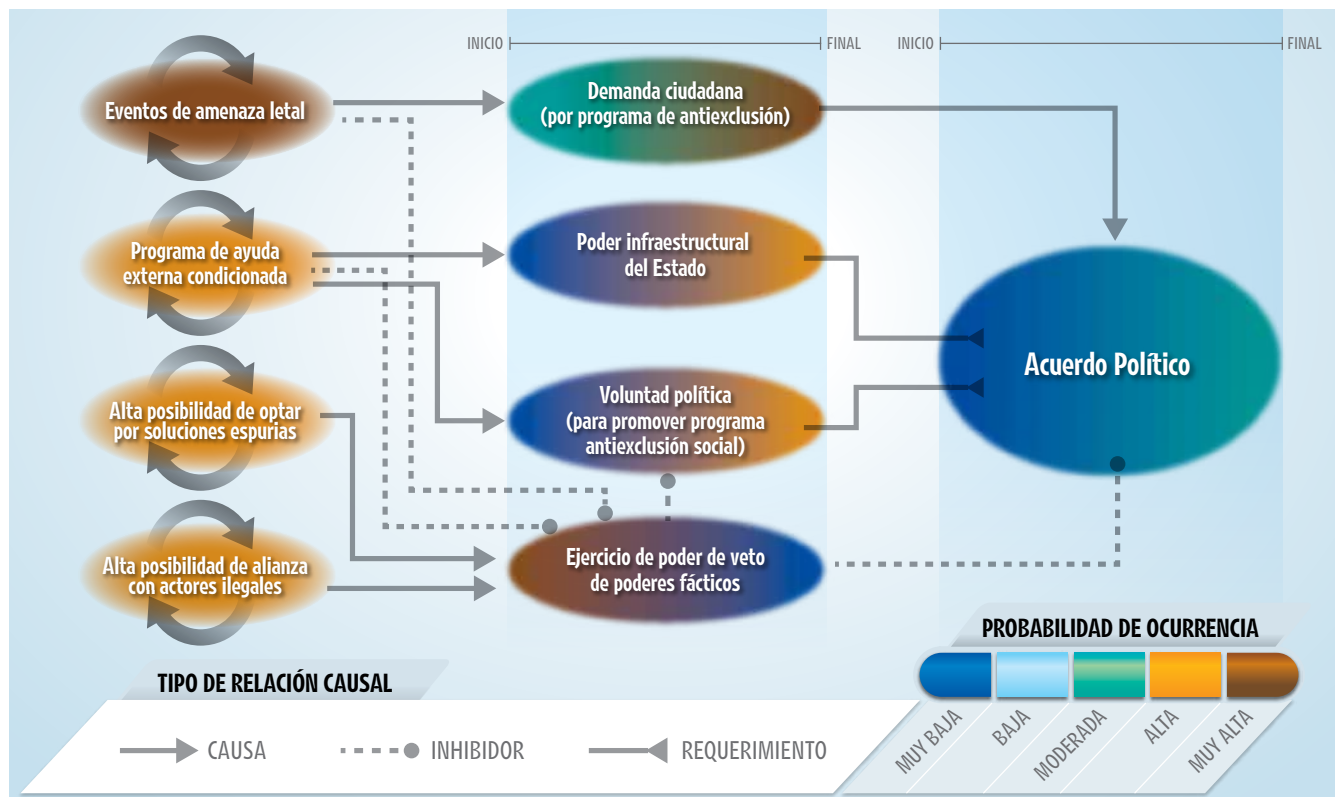 INICIO
FINAL
INICIO
FINAL
Eventos de amenaza letal
Demanda ciudadana
(por programa de antiexclusión)
Programa de ayuda
externa condicionada
Poder infraestructural
del Estado
Acuerdo Político
Alta posibilidad de optar
por soluciones espurias
Voluntad política
(para promover programa
antiexclusión social)
Alta posibilidad de alianza
con actores ilegales
Ejercicio de poder de veto
de poderes fácticos
TIPO DE RELACIÓN CAUSAL
CAUSA
INHIBIDOR
REQUERIMIENTO
PROBABILIDAD DE OCURRENCIA
MUY BAJA
BAJA
MODERADA
ALTA
MUY ALTA